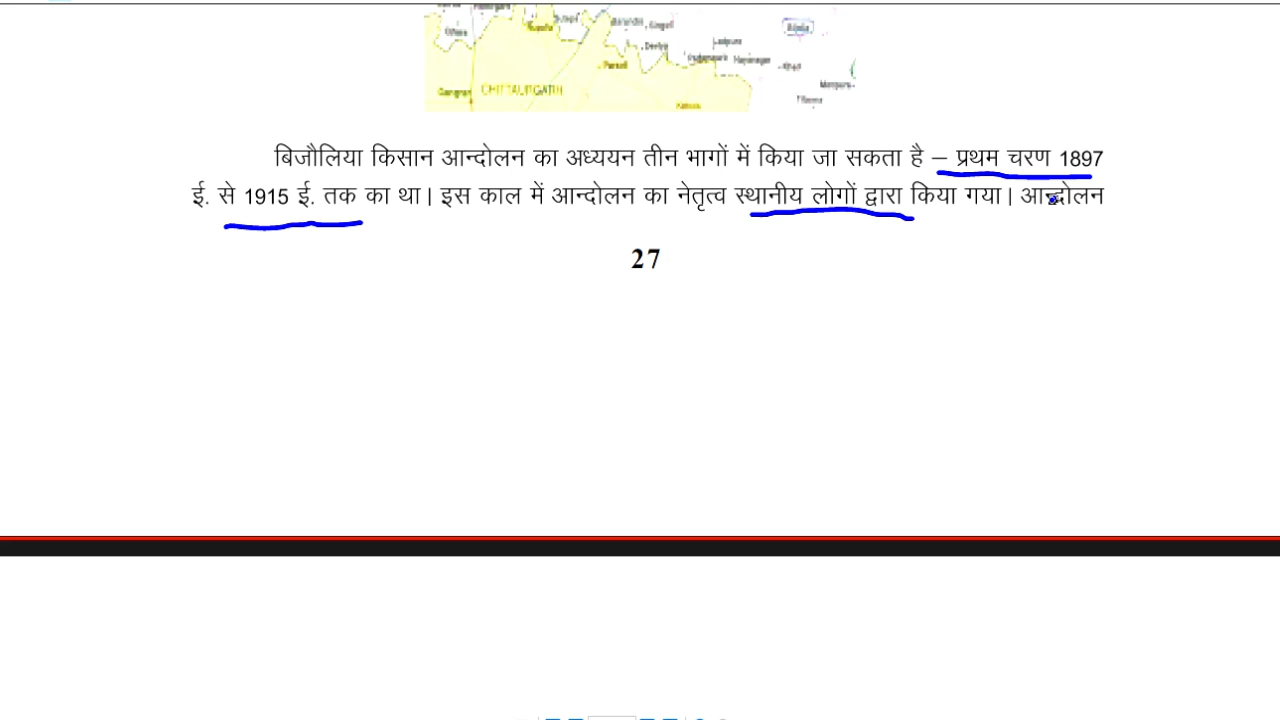 CHITTAURGARH
बिजौलिया किसान आन्दोलन का अध्ययन तीन भागों में किया जा सकता है – प्रथम चरण 1897
ई. से 1915 ई. तक का था। इस काल में आन्दोलन का नेतृत्व स्थानीय लोगों द्वारा किया गया। आन्दोलन
27